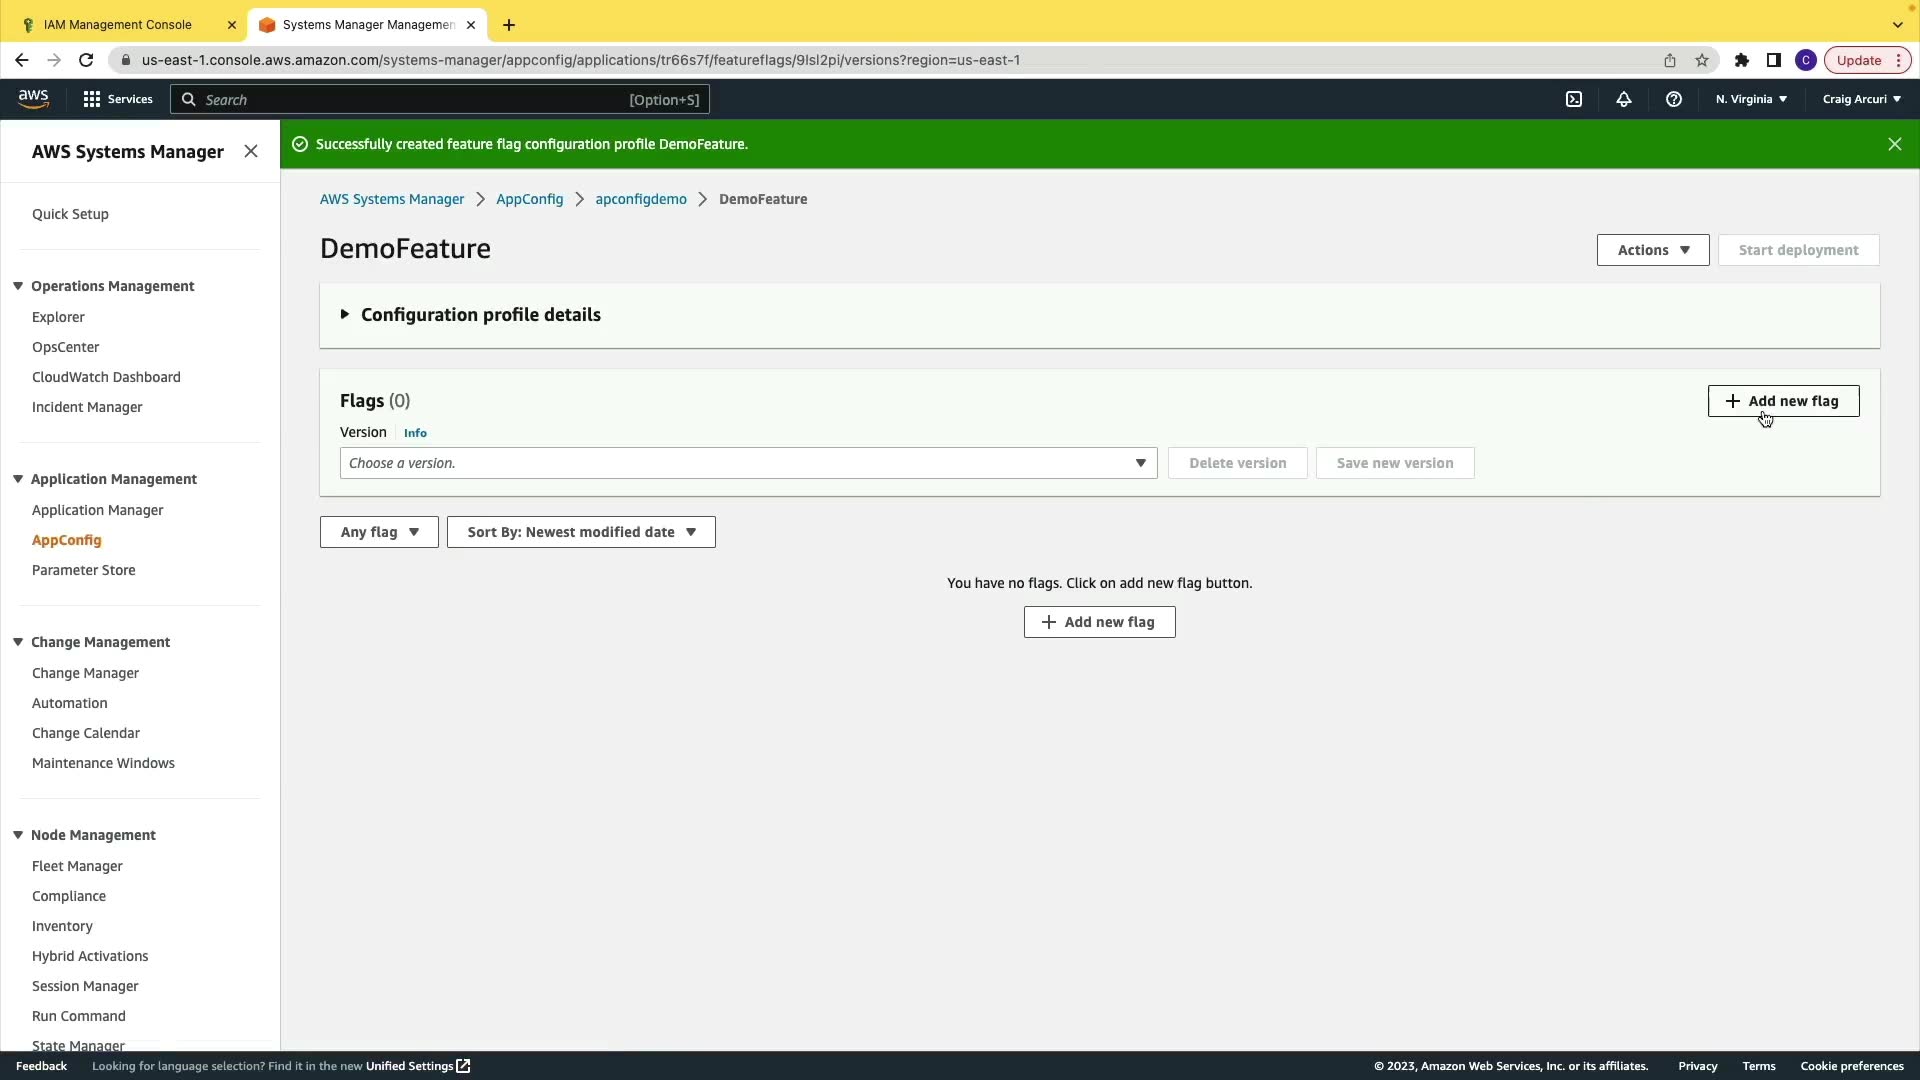 IAM Management Console
Systems Manager Managemen
us-east-1.console.aws.amazon.com/systems-manager/appconfig/applications/tr66s7f/featureflags/9lsl2pi/versions?region=us-east-1
C
Update
aws
Services
Search
[Option+S]
N. Virginia
Craig Arcuri
AWS Systems Manager
Successfully created feature flag configuration profile DemoFeature.
AWS Systems Manager
AppConfig
apconfigdemo
DemoFeature
Quick Setup
DemoFeature
Actions
Start deployment
Operations Management
Explorer
OpsCenter
CloudWatch Dashboard
Incident Manager
Configuration profile details
Flags (0)
Add new flag
Version
Info
Choose a version.
Delete version
Save new version
Application Management
Application Manager
AppConfig
Parameter Store
Any flag
Sort By: Newest modified date
You have no flags. Click on add new flag button.
Add new flag
Change Management
Change Manager
Automation
Change Calendar
Maintenance Windows
Node Management
Fleet Manager
Compliance
Inventory
Hybrid Activations
Session Manager
Run Command
State Manager
Feedback
Looking for language selection? Find it in the new Unified Settings
© 2023, Amazon Web Services, Inc. or its affiliates.
Privacy
Terms
Cookie preferences